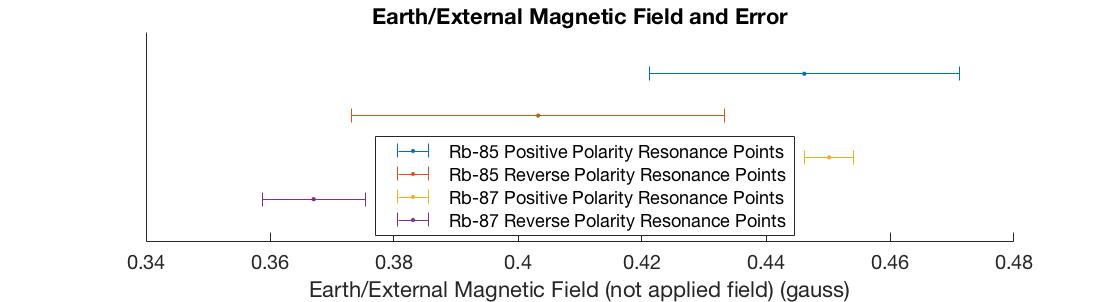 Earth/External Magnetic Field and Error
Rb-85 Positive Polarity Resonance Points
Rb-85 Reverse Polarity Resonance Points
Rb-87 Positive Polarity Resonance Points
Rb-87 Reverse Polarity Resonance Points
0.34 0.36 0.38 0.4 0.42 0.44 0.46 0.48
Earth/External Magnetic Field (not applied field) (gauss)